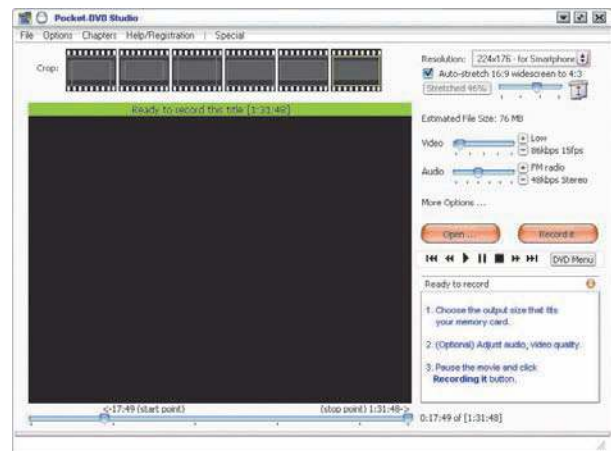 Pocket-DVD Studio
File Options Chapters Help/Registration | Special
Crop:
Resolution: 224x176 - for Smartphone
Auto-stretch 16:9 widescreen to 4:3
Stretched 46%
Ready to record this title [1:31:48]
Estimated File Size: 76 MB
Video + Low
- 86kbps 15fps
Audio + FM radio
- 48kbps Stereo
More Options ...
Open ... Record it
DVD Menu
Ready to record
1. Choose the output size that fits
your memory card.
2. (Optional) Adjust audio, video quality.
3. Pause the movie and click
Recording it button.
<-17:49 (start point) (stop point) 1:31:48->
0:17:49 of [1:31:48]